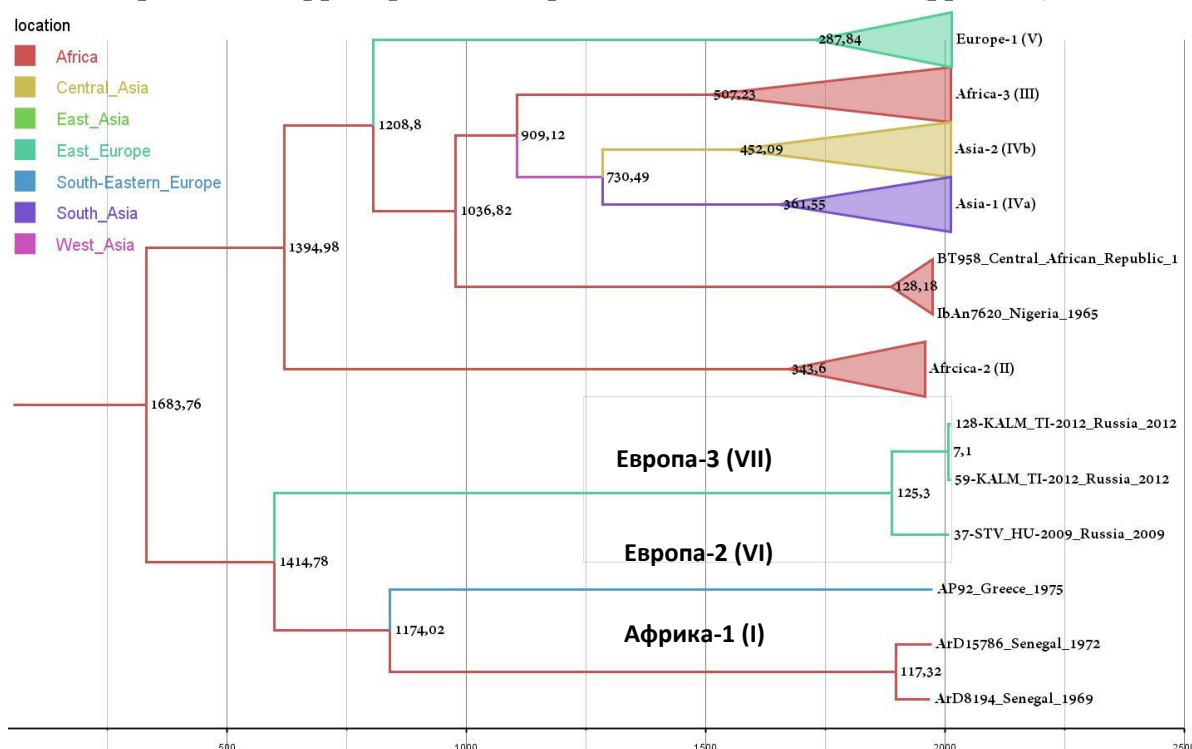 location
Africa
Central_Asia
East_Asia
East_Europe
South-Eastern_Europe
South_Asia
West_Asia
287,84
Europe-1 (V)
507,23
Africa-3 (III)
1208,8
909,12
452,09
Asia-2 (IVb)
730,49
361,55
Asia-1 (IVa)
1036,82
1394,98
BT958_Central_African_Republic_1
128,18
IbAn7620_Nigeria_1965
343,6
Afrcica-2 (II)
1683,76
128-KALM_TI-2012_Russia_2012
7,1
Европа-3 (VII)
59-KALM_TI-2012_Russia_2012
125,3
37-STV_HU-2009_Russia_2009
Европа-2 (VI)
1414,78
AP92_Greece_1975
1174,02
Африка-1 (I)
ArD15786_Senegal_1972
117,32
ArD8194_Senegal_1969
500 1000 1500 2000 2500